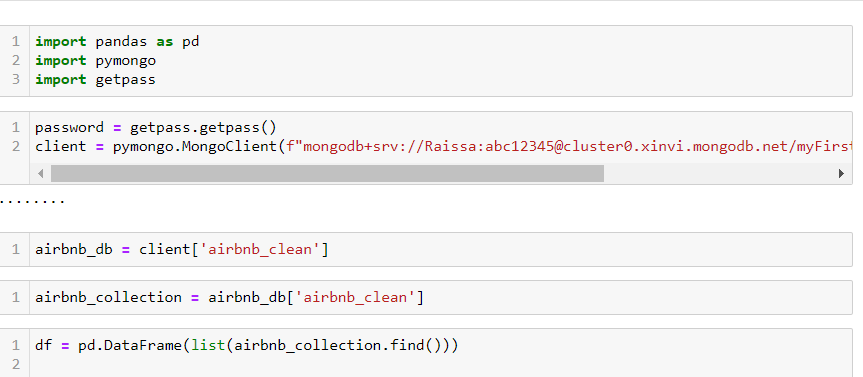 1 import pandas as pd
2 import pymongo
3 import getpass
1 password = getpass.getpass()
2 client = pymongo.MongoClient(f"mongodb+srv://Raissa:abc12345@cluster0.xinvi.mongodb.net/myFirst
........
1 airbnb_db = client['airbnb_clean']
1 airbnb_collection = airbnb_db['airbnb_clean']
1 df = pd.DataFrame(list(airbnb_collection.find()))
2